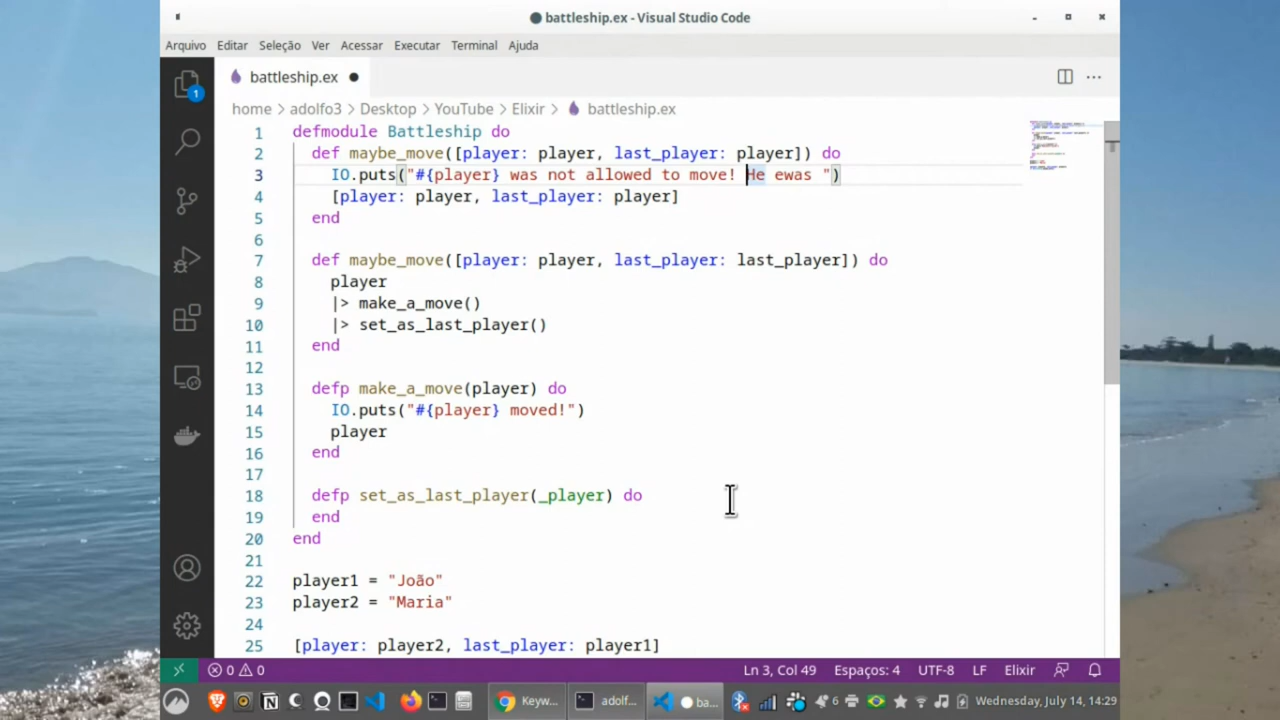 battleship.ex - Visual Studio Code
Arquivo Editar Seleção Ver Acessar Executar Terminal Ajuda
battleship.ex
1
home adolfo3 Desktop YouTube Elixir battleship.ex
1 defmodule Battleship do
2 def maybe_move([player: player, last_player: player]) do
3 IO.puts("#{player} was not allowed to move! He ewas ")
4 [player: player, last_player: player]
5 end
6
7 def maybe_move([player: player, last_player: last_player]) do
8 player
9 |> make_a_move()
10 |> set_as_last_player()
11 end
12
13 defp make_a_move(player) do
14 IO.puts("#{player} moved!")
15 player
16 end
17
18 defp set_as_last_player(_player) do
19 end
20 end
21
22 player1 = "João"
23 player2 = "Maria"
24
25 [player: player2, last_player: player1]
0 0 Ln 3, Col 49 Espaços: 4 UTF-8 LF Elixir
Keyw... adolf... ba... 6 Wednesday, July 14, 14:29